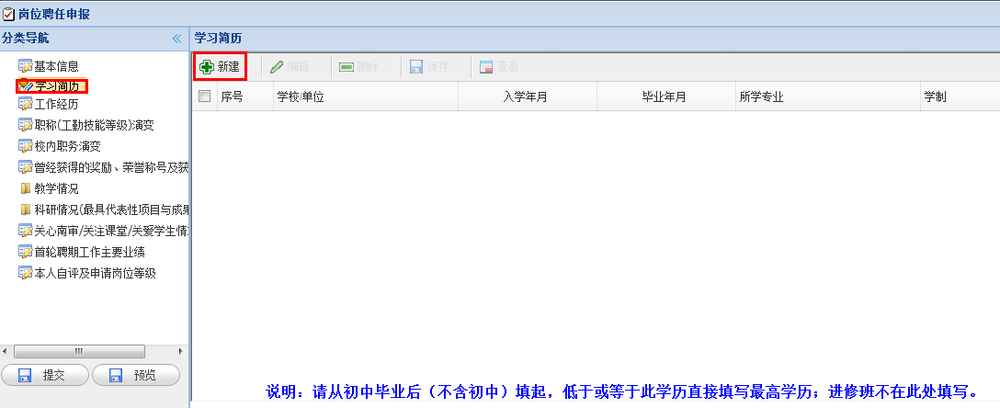 岗位聘任申报
分类导航
学习简历
基本信息
学习简历
工作经历
职称(工勤技能等级)演变
校内职务演变
曾经获得的奖励、荣誉称号及获
教学情况
科研情况(最具代表性项目与成果
关心南审/关注课堂/关爱学生情
首轮聘期工作主要业绩
本人自评及申请岗位等级
提交 预览
新建 编辑 删除 保存 查看
序号 学校/单位 入学年月 毕业年月 所学专业 学制
说明：请从初中毕业后（不含初中）填起，低于或等于此学历直接填写最高学历；进修班不在此处填写。